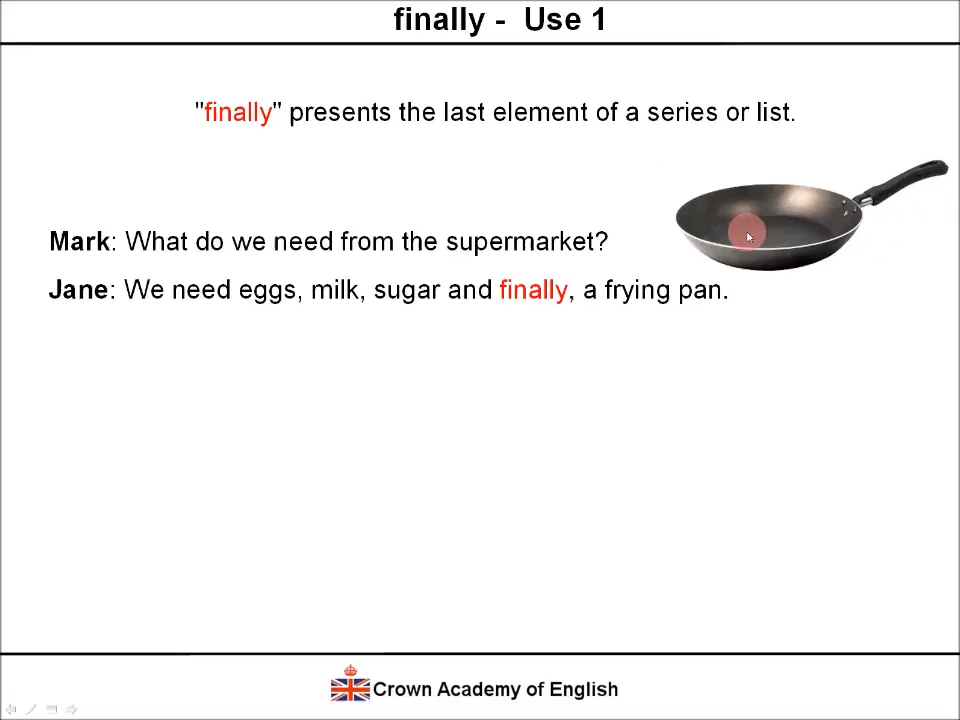 finally - Use 1
"finally" presents the last element of a series or list.
Mark: What do we need from the supermarket?
Jane: We need eggs, milk, sugar and finally, a frying pan.
Crown Academy of English